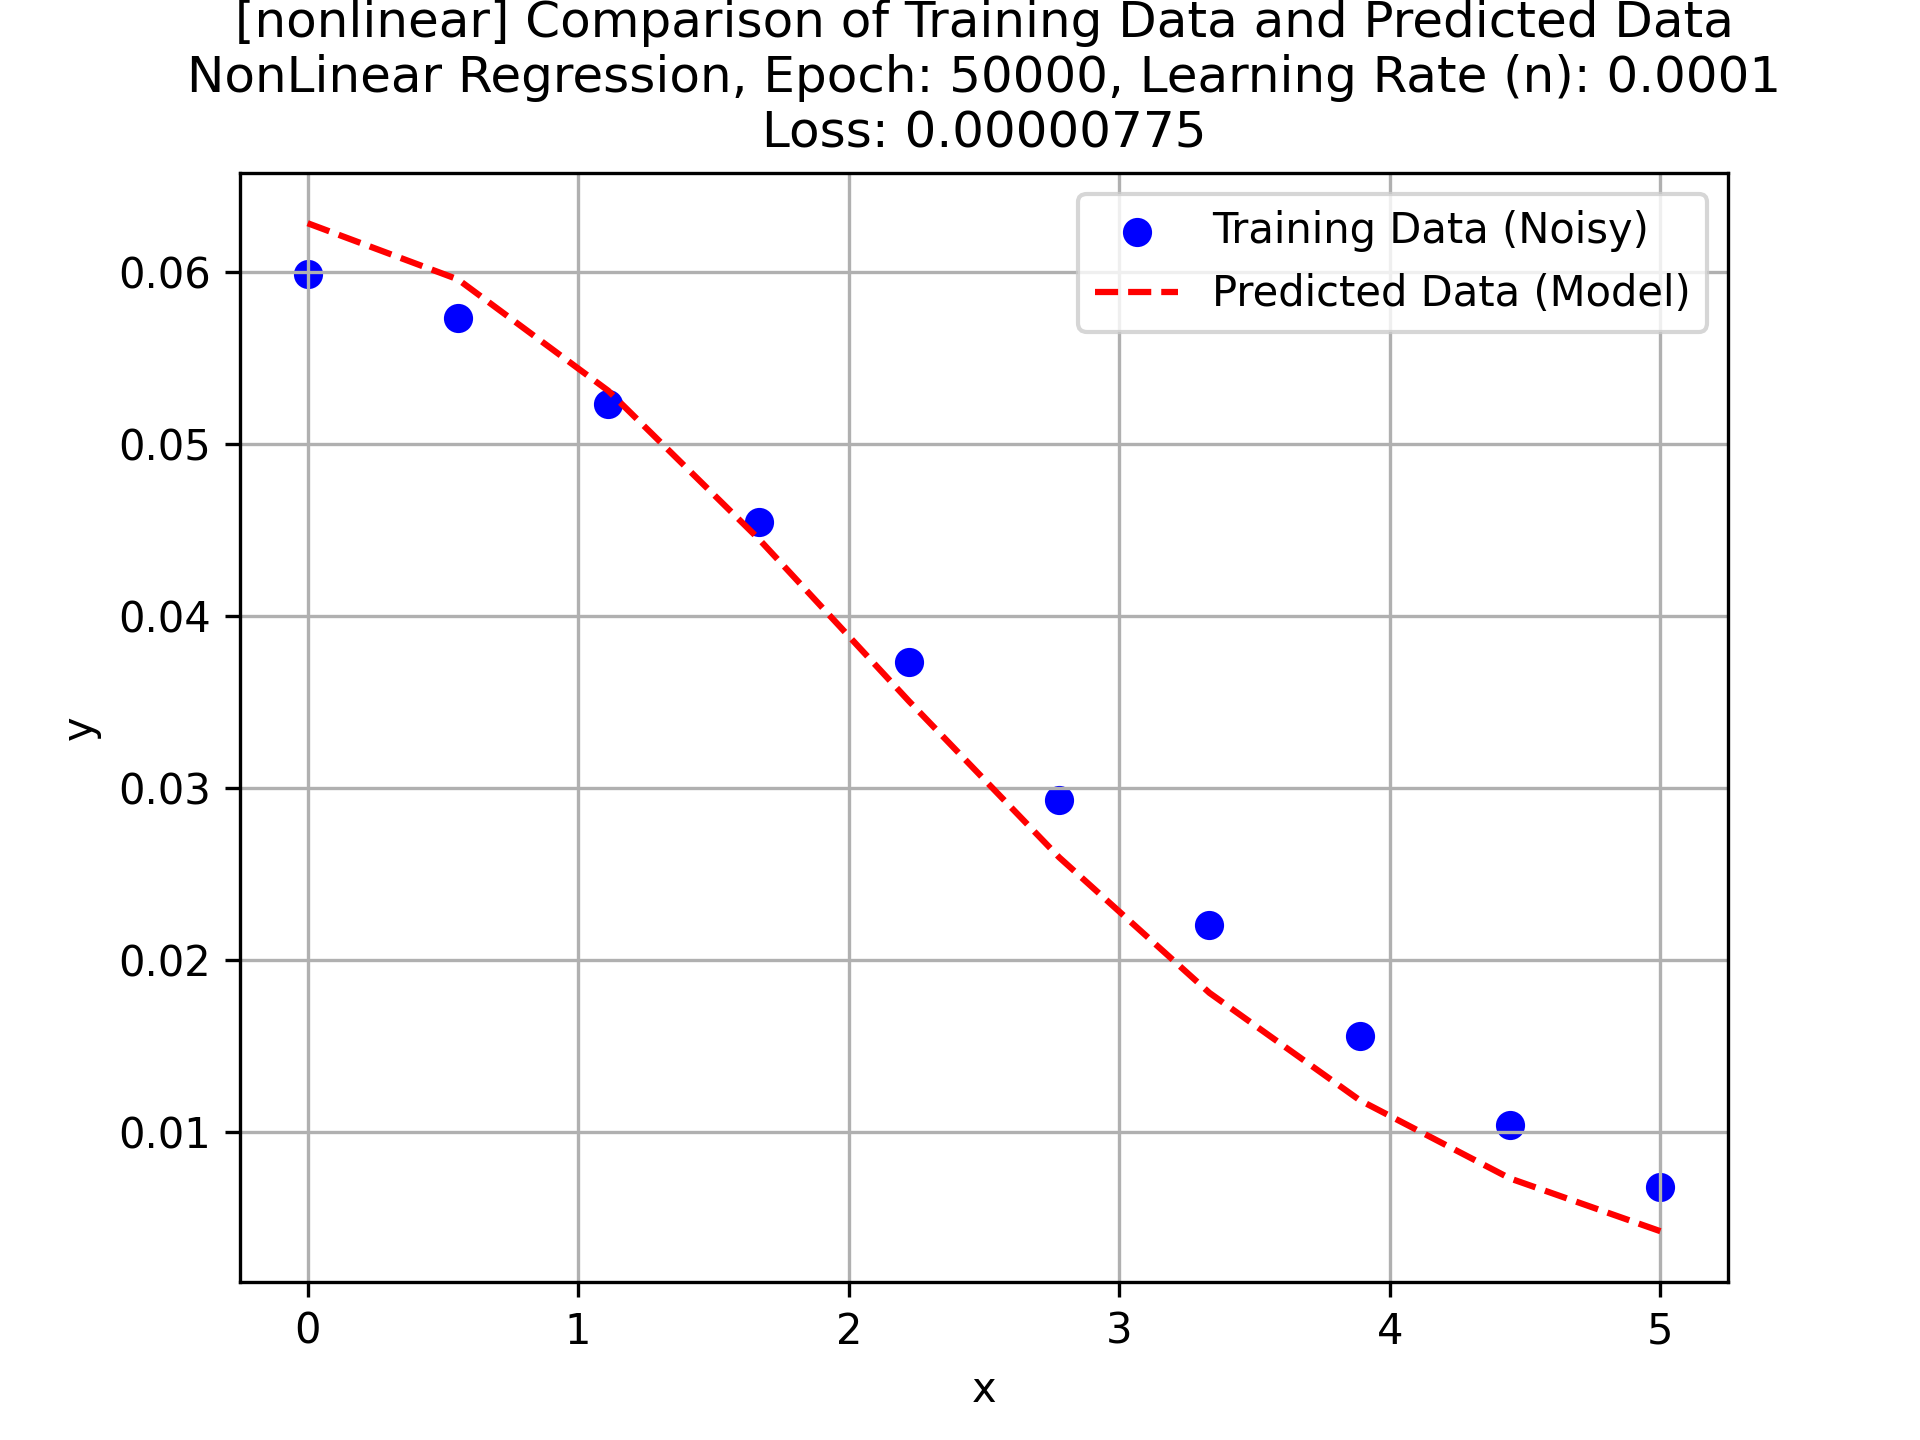 [nonlinear] Comparison of Training Data and Predicted Data
NonLinear Regression, Epoch: 50000, Learning Rate (n): 0.0001
Loss: 0.00000775
Training Data (Noisy)
Predicted Data (Model)
0.06
0.05
0.04
0.03
0.02
0.01
y
0 1 2 3 4 5
x